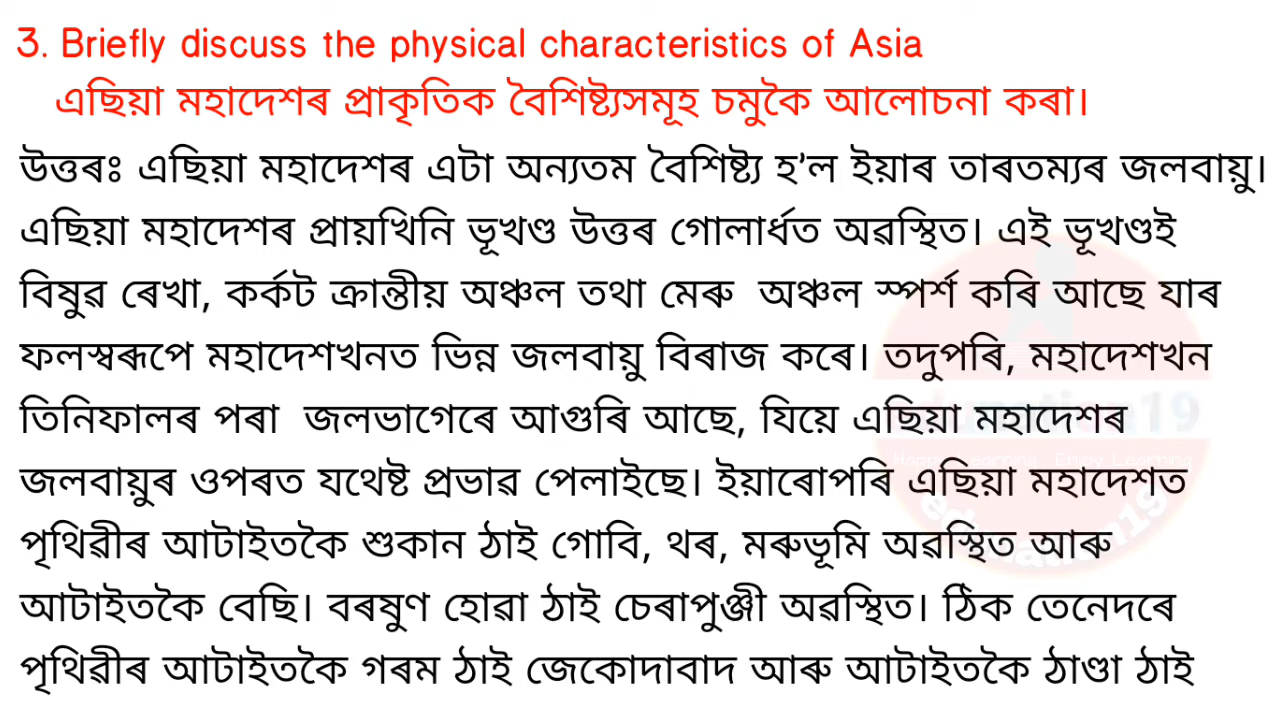 3. Briefly discuss the physical characteristics of Asia
এছিয়া মহাদেশৰ প্ৰাকৃতিক বৈশিষ্ট্যসমূহ চমুকৈ আলোচনা কৰা।
উত্তৰঃ এছিয়া মহাদেশৰ এটা অন্যতম বৈশিষ্ট্য হ'ল ইয়াৰ তাৰতম্যৰ জলবায়ু।
এছিয়া মহাদেশৰ প্ৰায়খিনি ভূখণ্ড উত্তৰ গোলাৰ্ধত অৱস্থিত। এই ভূখণ্ডই
বিষুৱ ৰেখা, কৰ্কট ক্ৰান্তীয় অঞ্চল তথা মেৰু অঞ্চল স্পৰ্শ কৰি আছে যাৰ
ফলস্বৰূপে মহাদেশখনত ভিন্ন জলবায়ু বিৰাজ কৰে। তদুপৰি, মহাদেশখন
তিনিফালৰ পৰা জলভাগেৰে আগুৰি আছে, যিয়ে এছিয়া মহাদেশৰ
জলবায়ুৰ ওপৰত যথেষ্ট প্ৰভাৱ পেলাইছে। ইয়াৰোপৰি এছিয়া মহাদেশত
পৃথিৱীৰ আটাইতকৈ শুকান ঠাই গোবি, থৰ, মৰুভূমি অৱস্থিত আৰু
আটাইতকৈ বেছি। বৰষুণ হোৱা ঠাই চেৰাপুঞ্জী অৱস্থিত। ঠিক তেনেদৰে
পৃথিৱীৰ আটাইতকৈ গৰম ঠাই জেকোদাবাদ আৰু আটাইতকৈ ঠাণ্ডা ঠাই